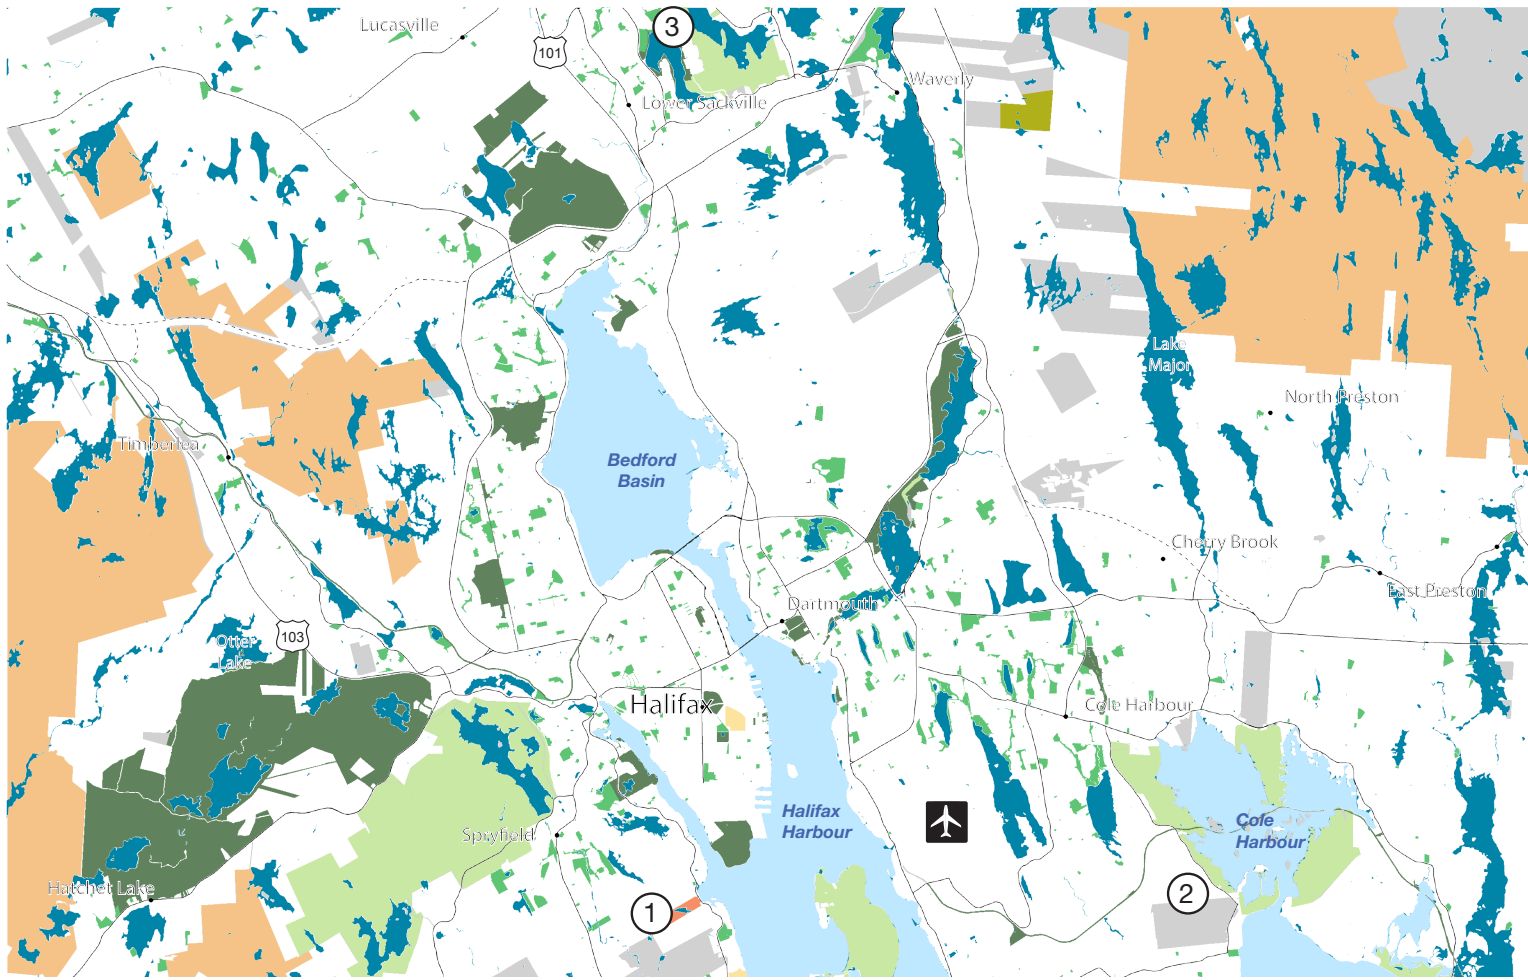 Lucasville
3
101
Waverly
Lower Sackville
Lake
Major
North Preston
Timberlea
Bedford
Basin
Cherry Brook
East Preston
Dartmouth
103
Otter
Lake
Halifax
Cole Harbour
Halifax
Harbour
Cole
Harbour
Spryfield
Hatchet Lake
2
1